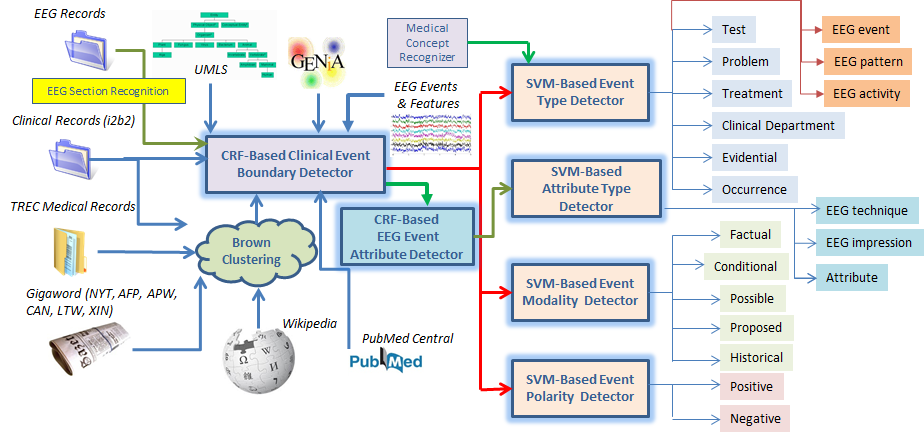 EEG Records
EEG Section Recognition
Clinical Records (i2b2)
TREC Medical Records
Gigaword (NYT, AFP, APW,
CAN, LTW, XIN)
UMLS
GENiA
EEG Events
& Features
Medical
Concept
Recognizer
CRF-Based Clinical Event
Boundary Detector
CRF-Based
EEG Event
Attribute Detector
Brown
Clustering
Wikipedia
PubMed Central
PubMed
SVM-Based Event
Type Detector
SVM-Based
Attribute Type
Detector
SVM-Based Event
Modality Detector
SVM-Based Event
Polarity Detector
Test
Problem
Treatment
Clinical Department
Evidential
Occurrence
EEG event
EEG pattern
EEG activity
EEG technique
EEG impression
Attribute
Factual
Conditional
Possible
Proposed
Historical
Positive
Negative